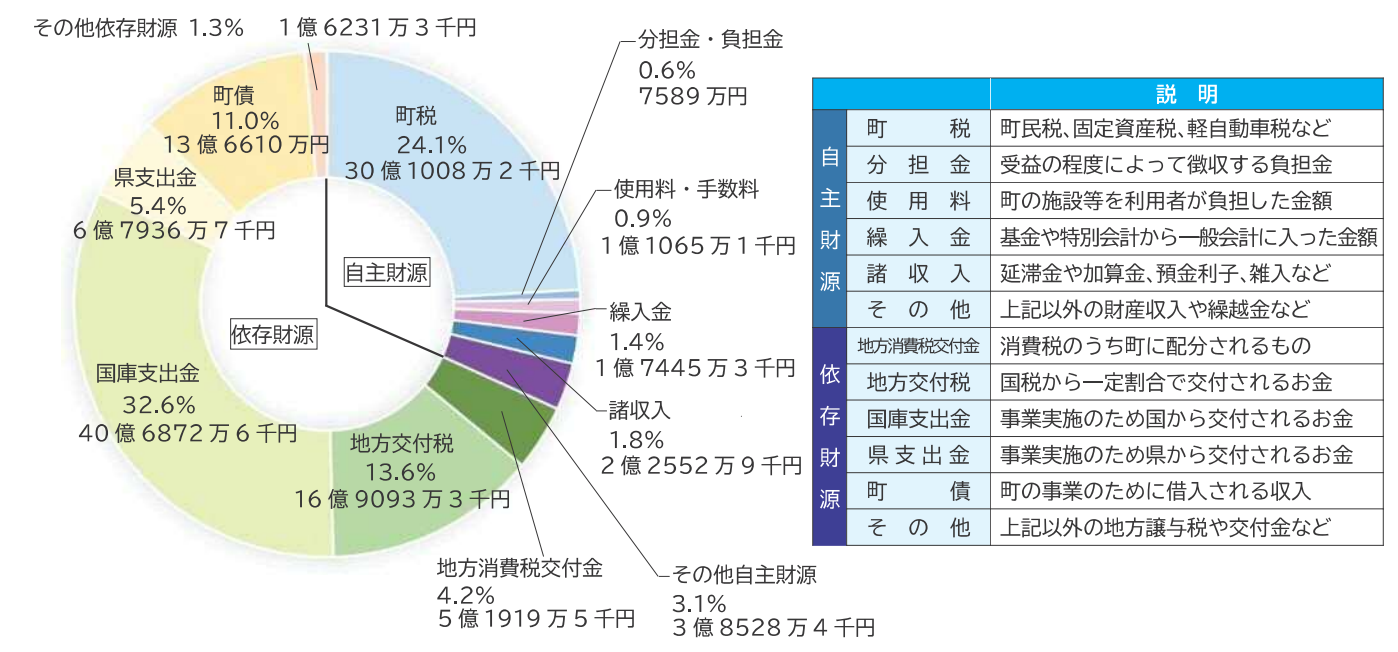 その他依存財源 1.3% 1億6231万3千円
町税
24.1%
30億1008万2千円
分担金・負担金
0.6%
7589万円
使用料・手数料
0.9%
1億1065万1千円
繰入金
1.4%
1億7445万3千円
諸収入
1.8%
2億2552万9千円
その他自主財源
3.1%
3億8528万4千円
地方消費税交付金
4.2%
5億1919万5千円
地方交付税
13.6%
16億9093万3千円
国庫支出金
32.6%
40億6872万6千円
県支出金
5.4%
6億7936万7千円
町債
11.0%
13億6610万円
自主財源
依存財源
説 明
自主財源
町 税 町民税、固定資産税、軽自動車税など
分 担 金 受益の程度によって徴収する負担金
使 用 料 町の施設等を利用者が負担した金額
繰 入 金 基金や特別会計から一般会計に入った金額
諸 収 入 延滞金や加算金、預金利子、雑入など
そ の 他 上記以外の財産収入や繰越金など
依存財源
地方消費税交付金 消費税のうち町に配分されるもの
地方交付税 国税から一定割合で交付されるお金
国庫支出金 事業実施のため国から交付されるお金
県支出金 事業実施のため県から交付されるお金
町 債 町の事業のために借入される収入
そ の 他 上記以外の地方譲与税や交付金など